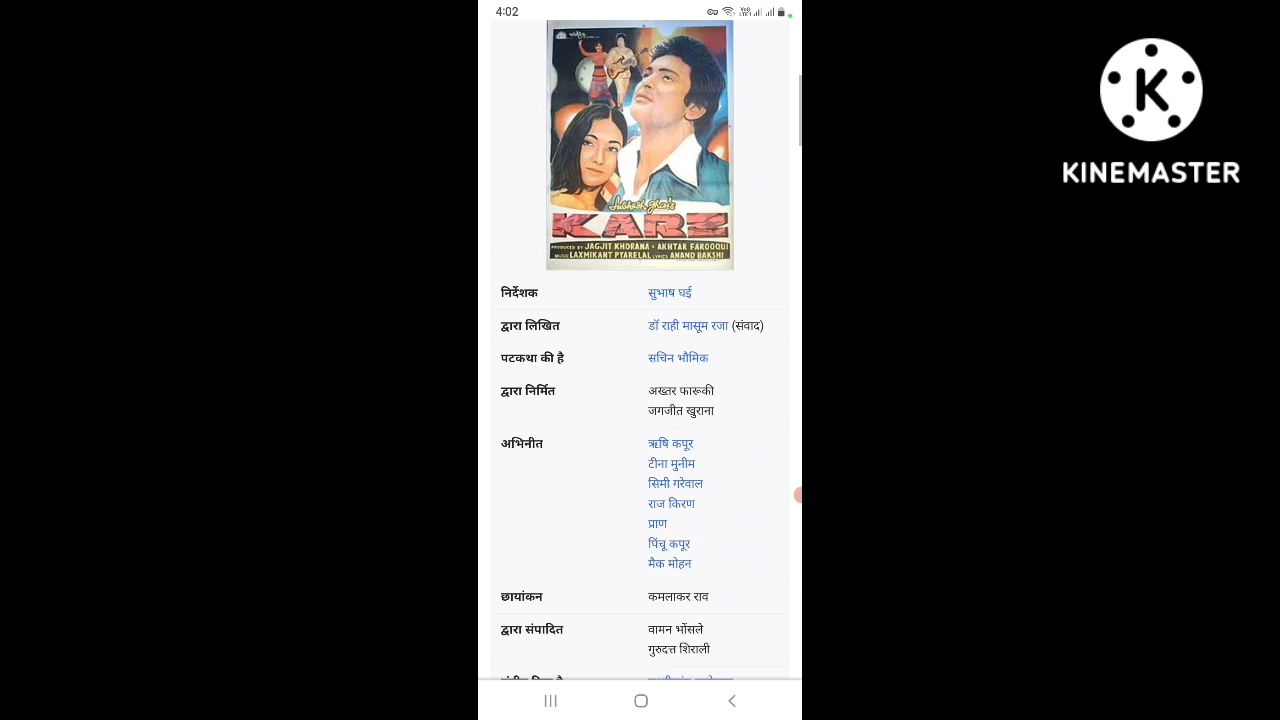 4:02
KINEMASTER
Subhash Ghai's
KARZ
PRODUCED BY JAGJIT KHORANA • AKHTAR FAROOQUI
MUSIC LAXMIKANT PYARELAL LYRICS ANAND BAKSHI
निर्देशक सुभाष घई
द्वारा लिखित डॉ राही मासूम रजा (संवाद)
पटकथा की है सचिन भौमिक
द्वारा निर्मित अख्तर फारूकी
जगजीत खुराना
अभिनीत ऋषि कपूर
टीना मुनीम
सिमी गरेवाल
राज किरण
प्राण
पिंचू कपूर
मैक मोहन
छायांकन कमलाकर राव
द्वारा संपादित वामन भोंसले
गुरुदत्त शिराली